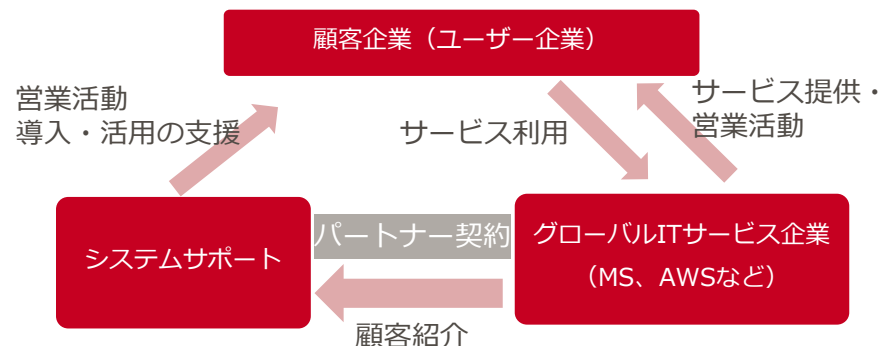 顧客企業（ユーザー企業）
営業活動
導入・活用の支援
サービス利用
サービス提供・
営業活動
システムサポート
パートナー契約
グローバルITサービス企業
（MS、AWSなど）
顧客紹介